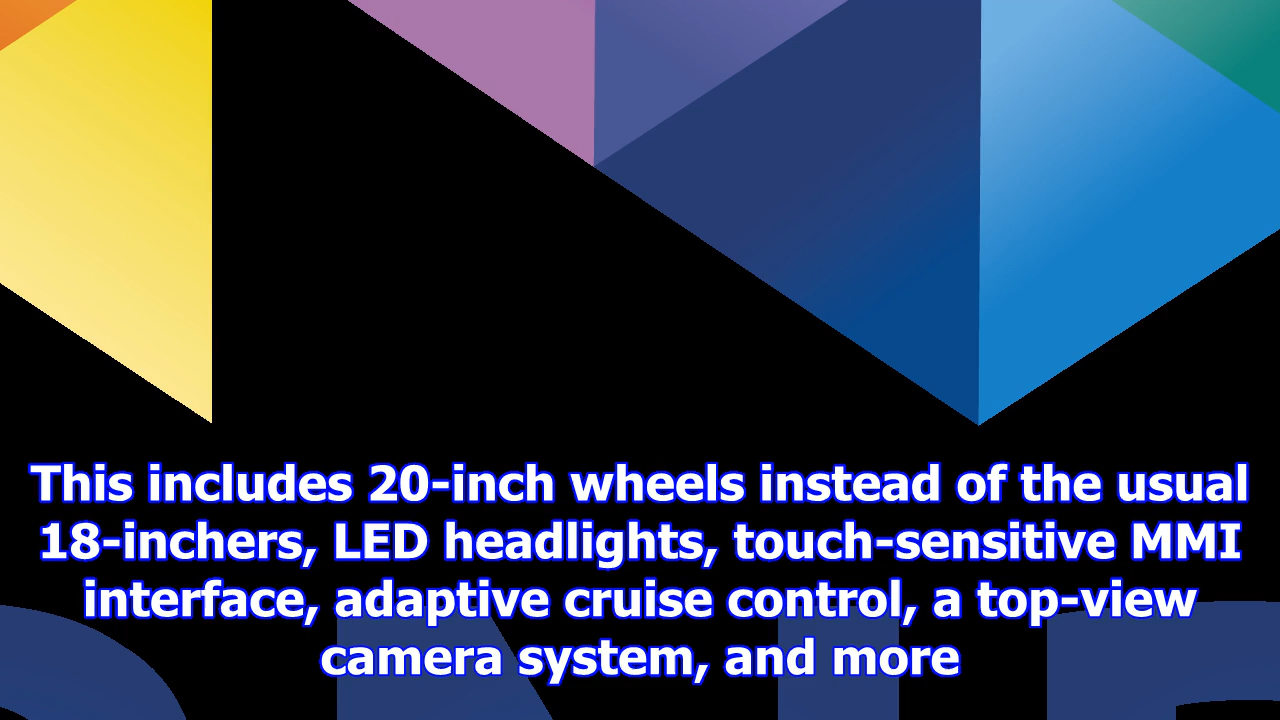 This includes 20-inch wheels instead of the usual
18-inchers, LED headlights, touch-sensitive MMI
interface, adaptive cruise control, a top-view
camera system, and more